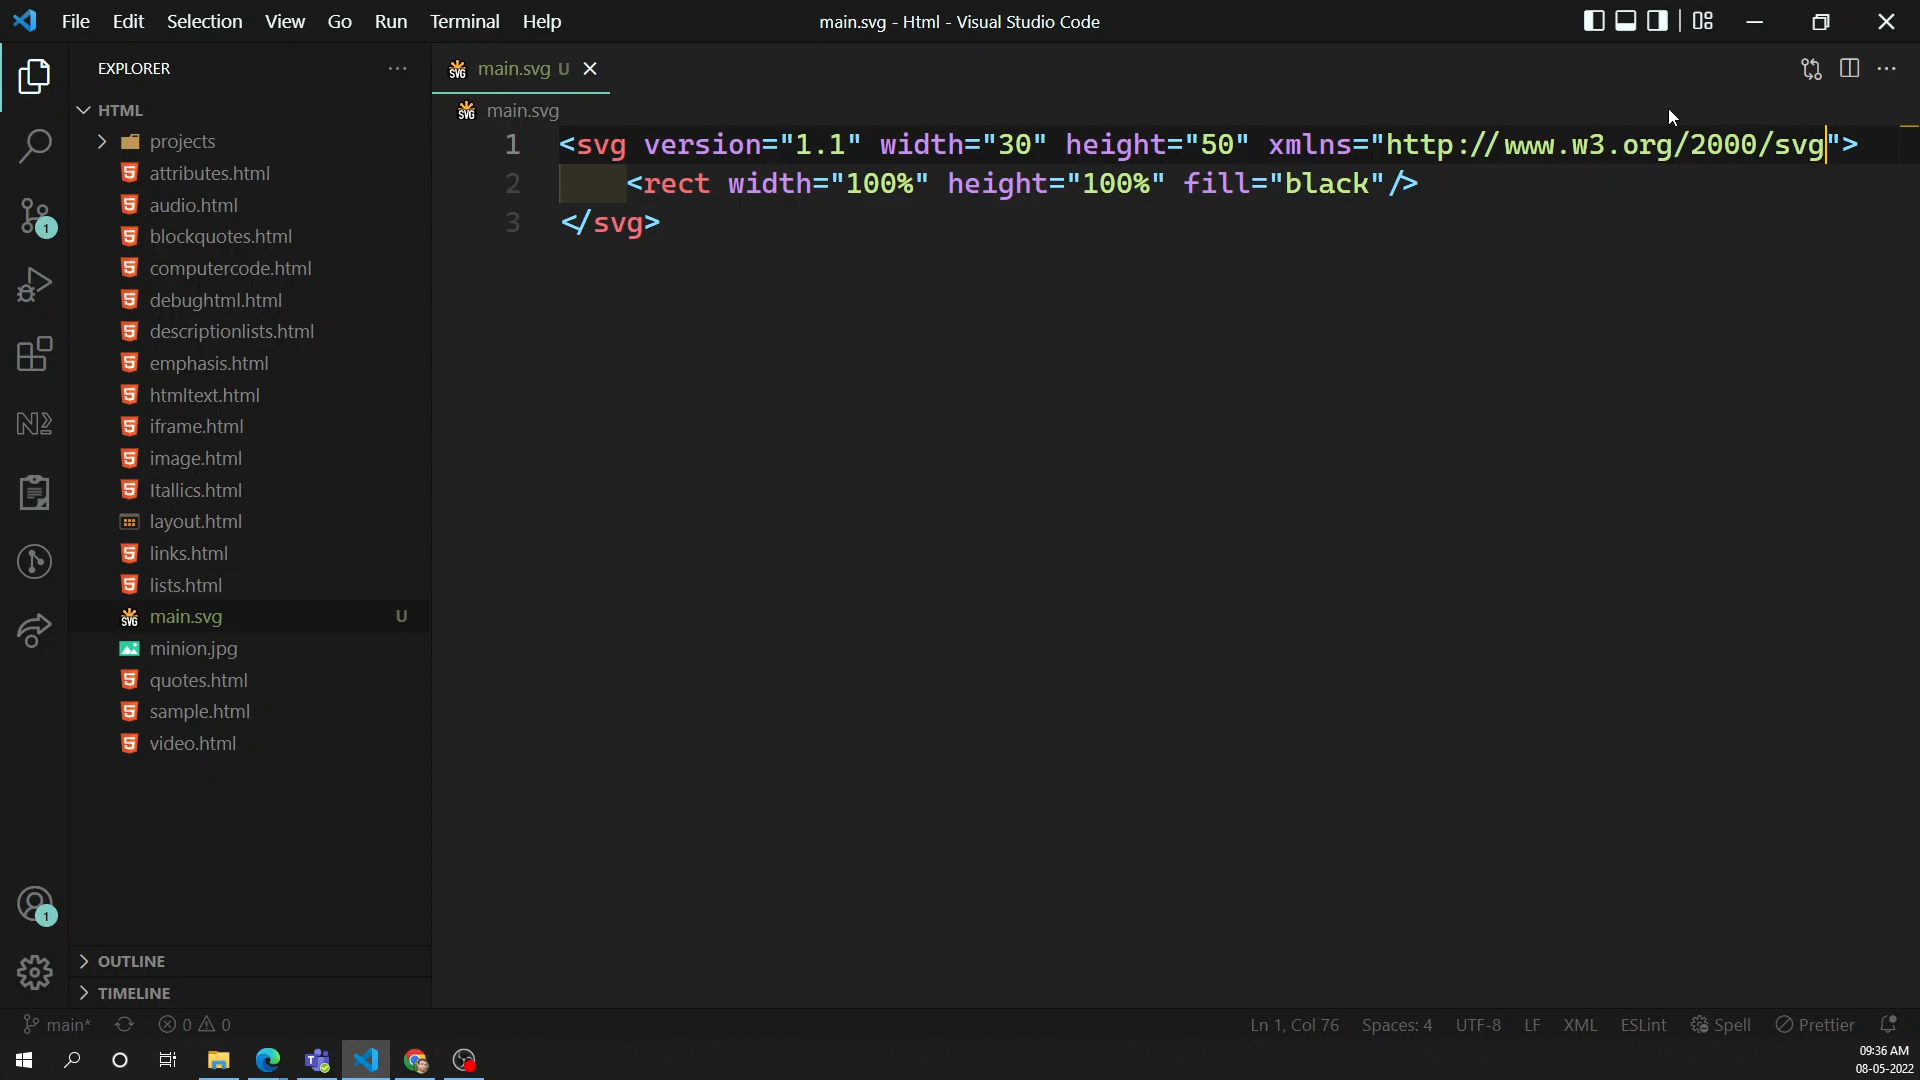 File Edit Selection View Go Run Terminal Help
main.svg - Html - Visual Studio Code
EXPLORER
HTML
projects
attributes.html
audio.html
blockquotes.html
computercode.html
debughtml.html
descriptionlists.html
emphasis.html
htmltext.html
iframe.html
image.html
Itallics.html
layout.html
links.html
lists.html
main.svg U
minion.jpg
quotes.html
sample.html
video.html
OUTLINE
TIMELINE
main.svg U
main.svg
1 <svg version="1.1" width="30" height="50" xmlns="http://www.w3.org/2000/svg">
2 <rect width="100%" height="100%" fill="black"/>
3 </svg>
1
1
main* 0 0
Ln 1, Col 76 Spaces: 4 UTF-8 LF XML ESLint Spell Prettier
09:36 AM
08-05-2022